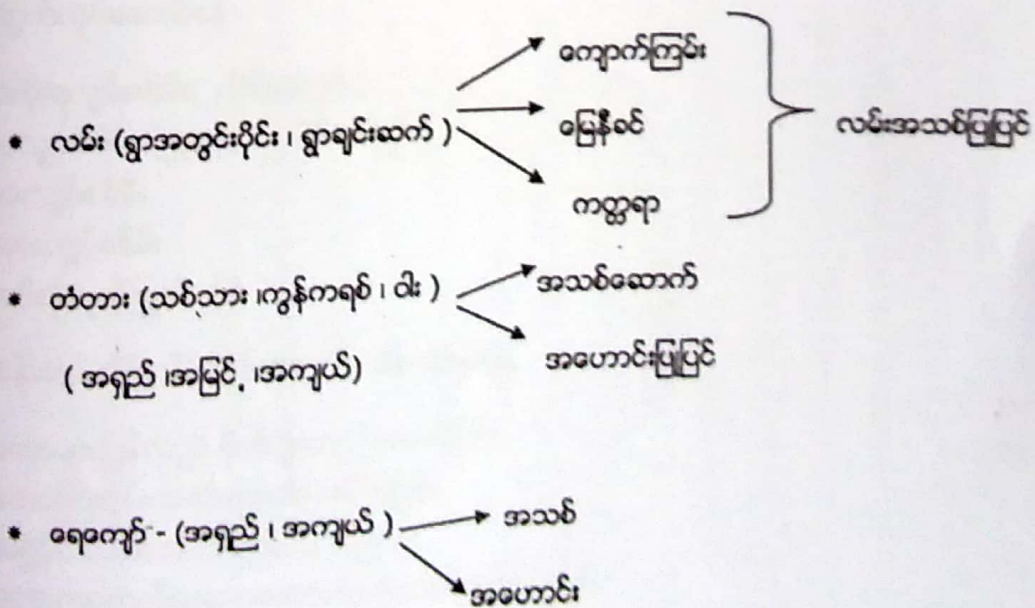 ကျောက်ကြမ်း
• လမ်း (ရွာအတွင်းပိုင်း ၊ ရွာချင်းဆက် )
မြေနီခင်
လမ်းအသစ်ပြုပြင်
ကတ္တရာ
• တံတား (သစ်သား ၊ကွန်ကရစ် ၊ ဝါး )
အသစ်ဆောက်
အဟောင်းပြုပြင်
( အရှည် ၊အမြင့် ၊အကျယ်)
• ရေကျော် - (အရှည် ၊ အကျယ် )
အသစ်
အဟောင်း